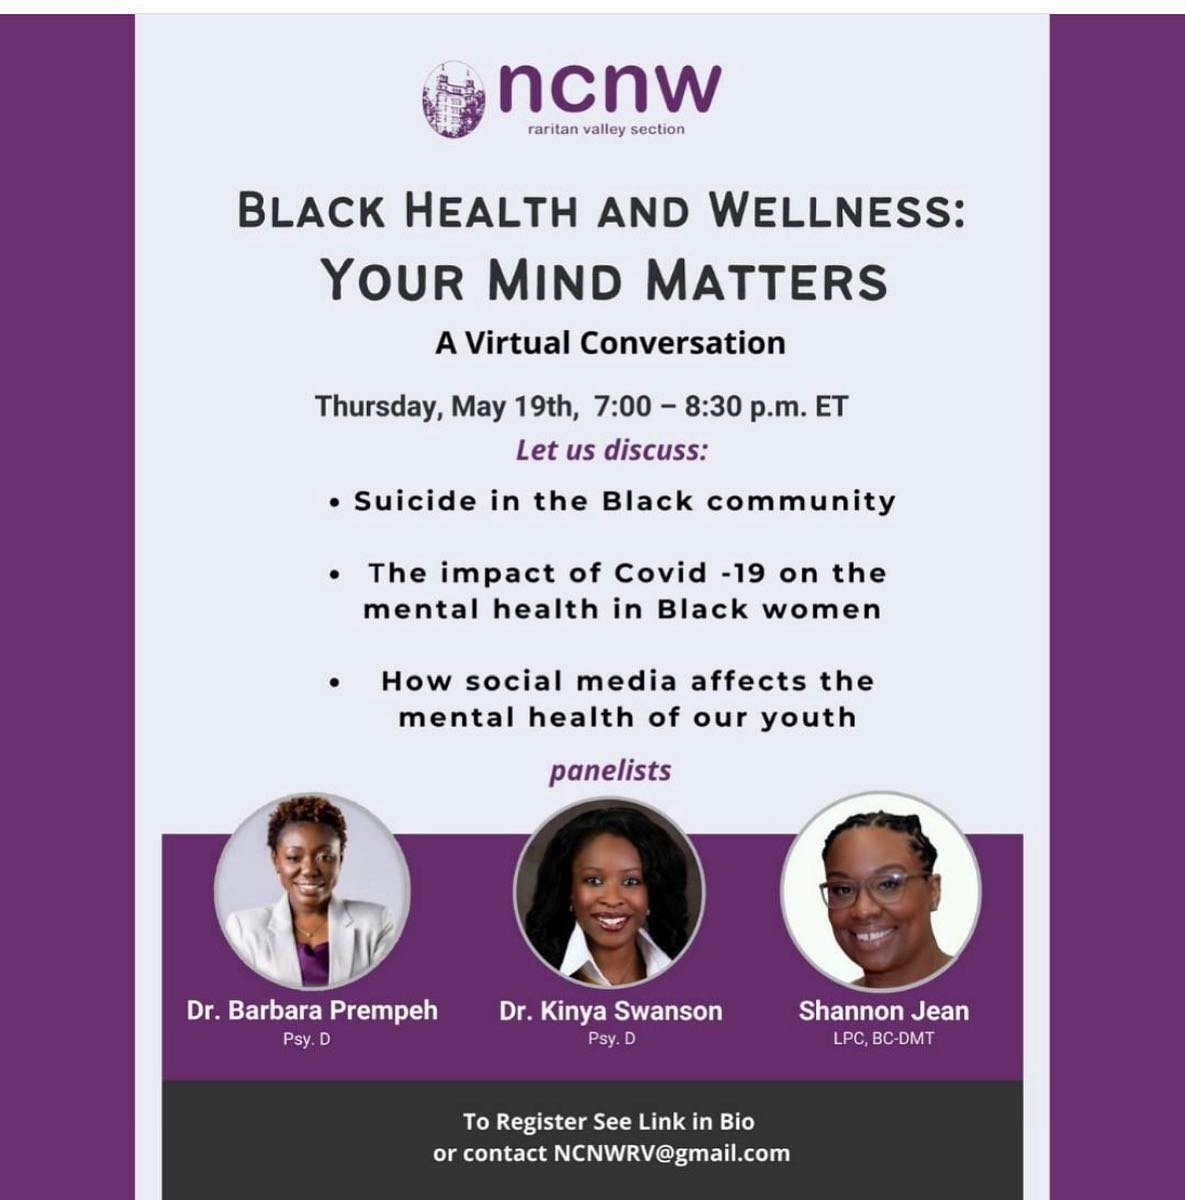 ncnw
raritan valley section
BLACK HEALTH AND WELLNESS:
YOUR MIND MATTERS
A Virtual Conversation
Thursday, May 19th, 7:00 – 8:30 p.m. ET
Let us discuss:
• Suicide in the Black community
• The impact of Covid -19 on the
mental health in Black women
• How social media affects the
mental health of our youth
panelists
Dr. Barbara Prempeh
Psy. D
Dr. Kinya Swanson
Psy. D
Shannon Jean
LPC, BC-DMT
To Register See Link in Bio
or contact NCNWRV@gmail.com